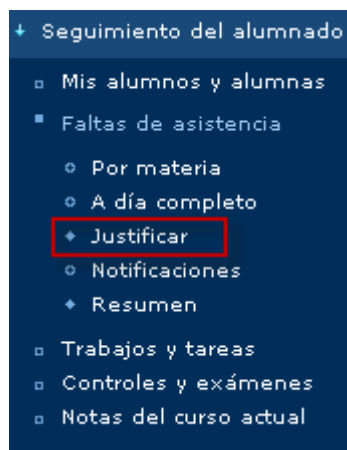 Seguimiento del alumnado
Mis alumnos y alumnas
Faltas de asistencia
Por materia
A día completo
Justificar
Notificaciones
Resumen
Trabajos y tareas
Controles y exámenes
Notas del curso actual